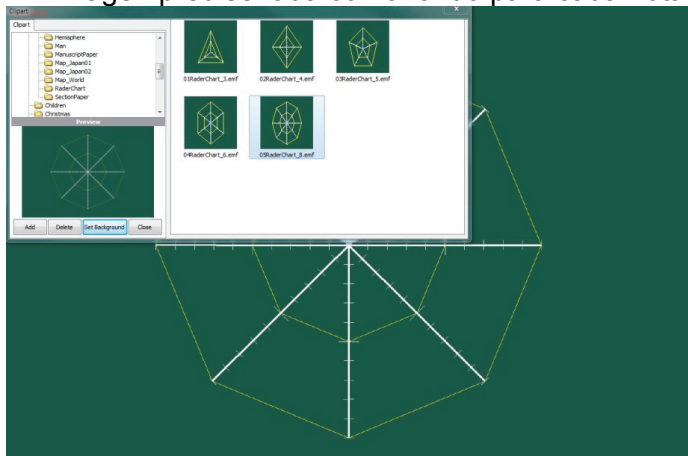 Clipart
Clipart
Hemisphere
Man
ManuscriptPaper
Map_Japan01
Map_Japan02
Map_World
RaderChart
SectionPaper
Children
Christmas
Preview
Add Delete Set Background Close
01RaderChart_3.emf 02RaderChart_4.emf 03RaderChart_5.emf
04RaderChart_6.emf 05RaderChart_8.emf